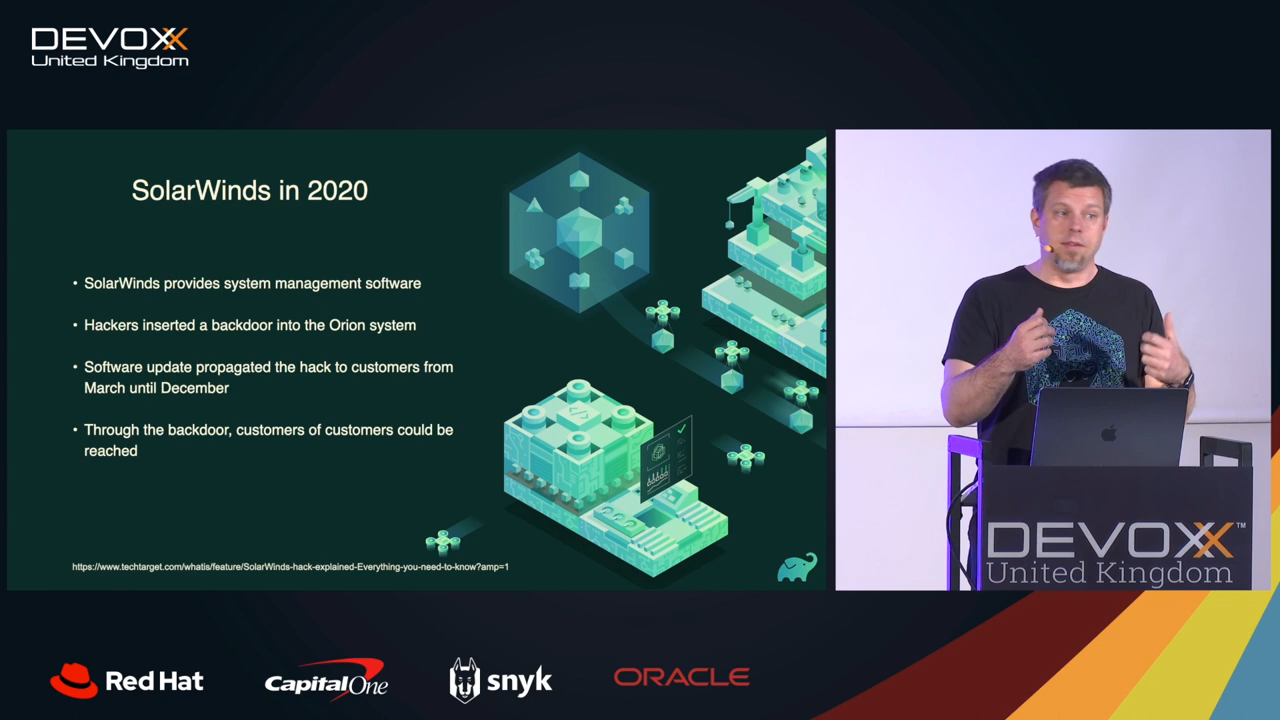 DEVOXX
United Kingdom
SolarWinds in 2020
• SolarWinds provides system management software
• Hackers inserted a backdoor into the Orion system
• Software update propagated the hack to customers from
March until December
• Through the backdoor, customers of customers could be
reached
https://www.techtarget.com/whatis/feature/SolarWinds-hack-explained-Everything-you-need-to-know?amp=1
DEVOXX™
United Kingdom
Red Hat
Capital One
snyk
ORACLE